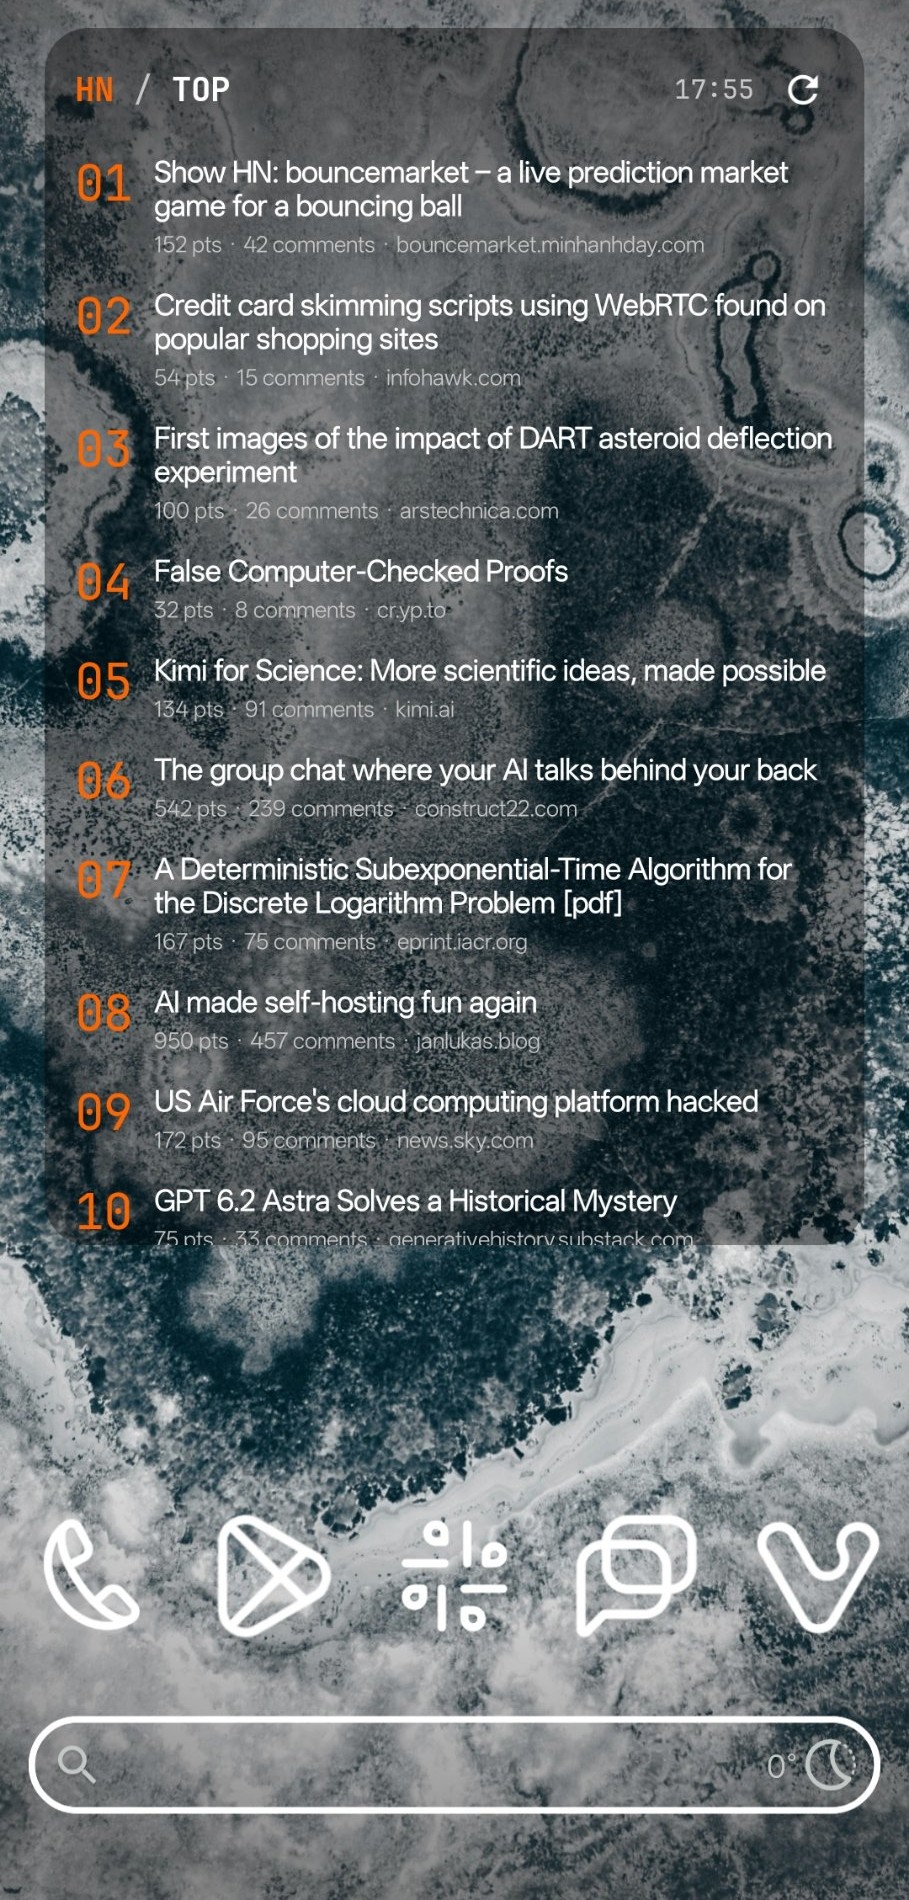 HN / TOP 17:55
01 Show HN: bouncemarket – a live prediction market
game for a bouncing ball
152 pts · 42 comments · bouncemarket.minhanhday.com
02 Credit card skimming scripts using WebRTC found on
popular shopping sites
54 pts · 15 comments · infohawk.com
03 First images of the impact of DART asteroid deflection
experiment
100 pts · 26 comments · arstechnica.com
04 False Computer-Checked Proofs
32 pts · 8 comments · cr.yp.to
05 Kimi for Science: More scientific ideas, made possible
134 pts · 91 comments · kimi.ai
06 The group chat where your AI talks behind your back
542 pts · 239 comments · construct22.com
07 A Deterministic Subexponential-Time Algorithm for
the Discrete Logarithm Problem [pdf]
167 pts · 75 comments · eprint.iacr.org
08 AI made self-hosting fun again
950 pts · 457 comments · janlukas.blog
09 US Air Force's cloud computing platform hacked
172 pts · 95 comments · news.sky.com
10 GPT 6.2 Astra Solves a Historical Mystery
75 pts · 33 comments · generativehistory.substack.com
0°